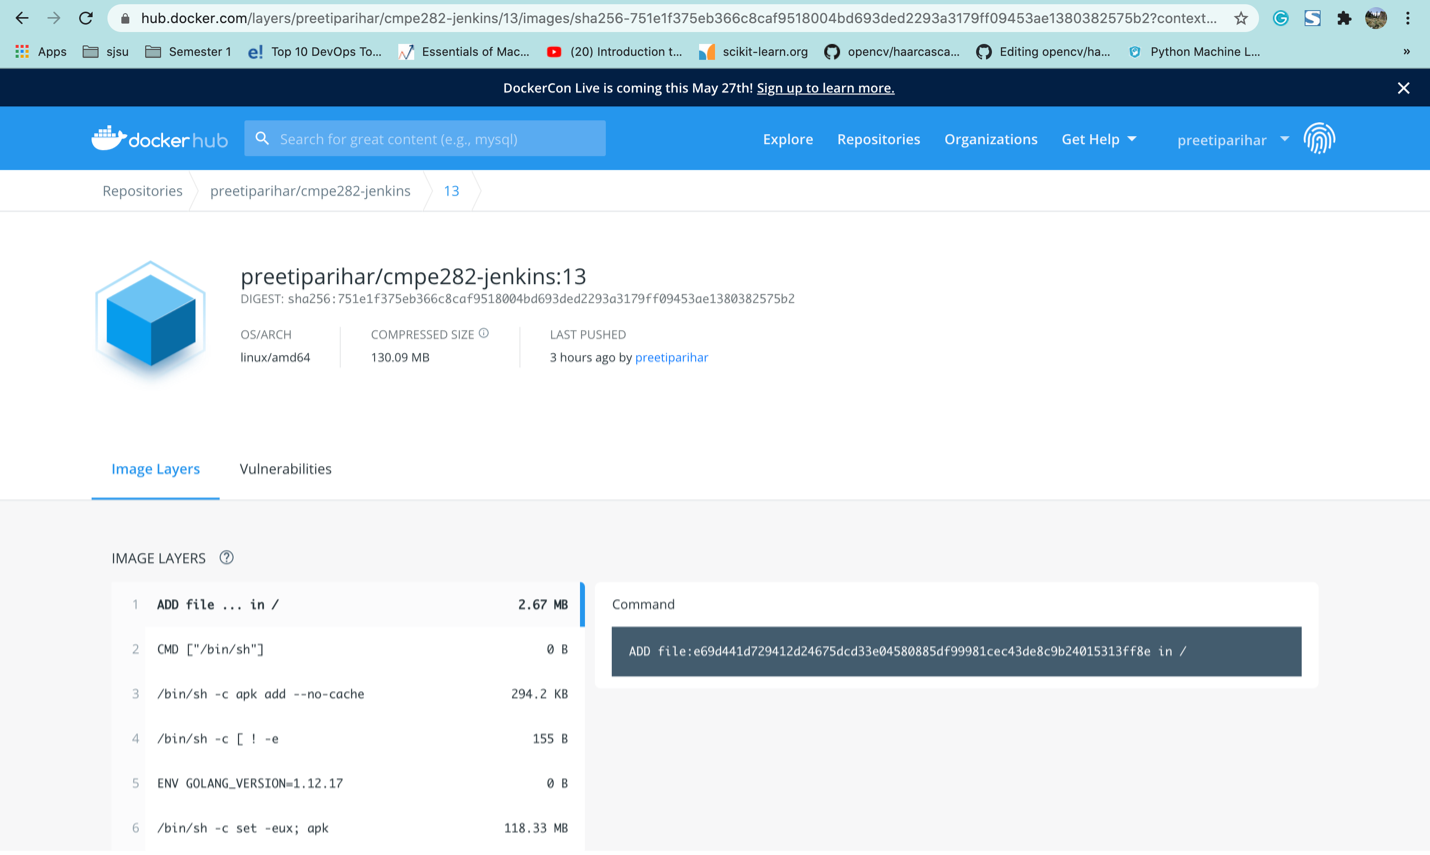 hub.docker.com/layers/preetiparihar/cmpe282-jenkins/13/images/sha256-751e1f375eb366c8caf9518004bd693ded2293a3179ff09453ae1380382575b2?context...
Apps sjsu Semester 1 e! Top 10 DevOps To... Essentials of Mac... (20) Introduction t... scikit-learn.org opencv/haarcasca... Editing opencv/ha... Python Machine L... »
DockerCon Live is coming this May 27th! Sign up to learn more.
docker hub Search for great content (e.g., mysql) Explore Repositories Organizations Get Help preetiparihar
Repositories preetiparihar/cmpe282-jenkins 13
preetiparihar/cmpe282-jenkins:13
DIGEST: sha256:751e1f375eb366c8caf9518004bd693ded2293a3179ff09453ae1380382575b2
OS/ARCH COMPRESSED SIZE LAST PUSHED
linux/amd64 130.09 MB 3 hours ago by preetiparihar
Image Layers Vulnerabilities
IMAGE LAYERS
1 ADD file ... in / 2.67 MB Command
2 CMD ["/bin/sh"] 0 B ADD file:e69d441d729412d24675dcd33e04580885df99981cec43de8c9b24015313ff8e in /
3 /bin/sh -c apk add --no-cache 294.2 KB
4 /bin/sh -c [ ! -e 155 B
5 ENV GOLANG_VERSION=1.12.17 0 B
6 /bin/sh -c set -eux; apk 118.33 MB